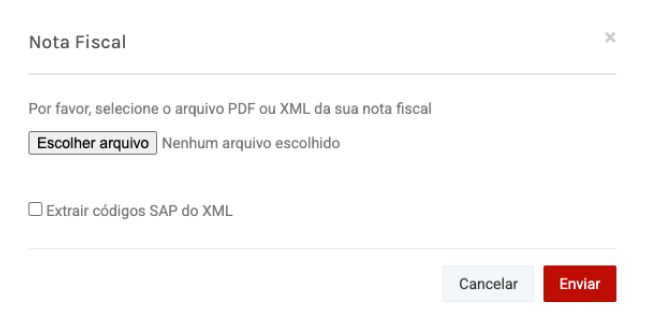 Nota Fiscal ×
Por favor, selecione o arquivo PDF ou XML da sua nota fiscal
Escolher arquivo Nenhum arquivo escolhido
Extrair códigos SAP do XML
Cancelar Enviar